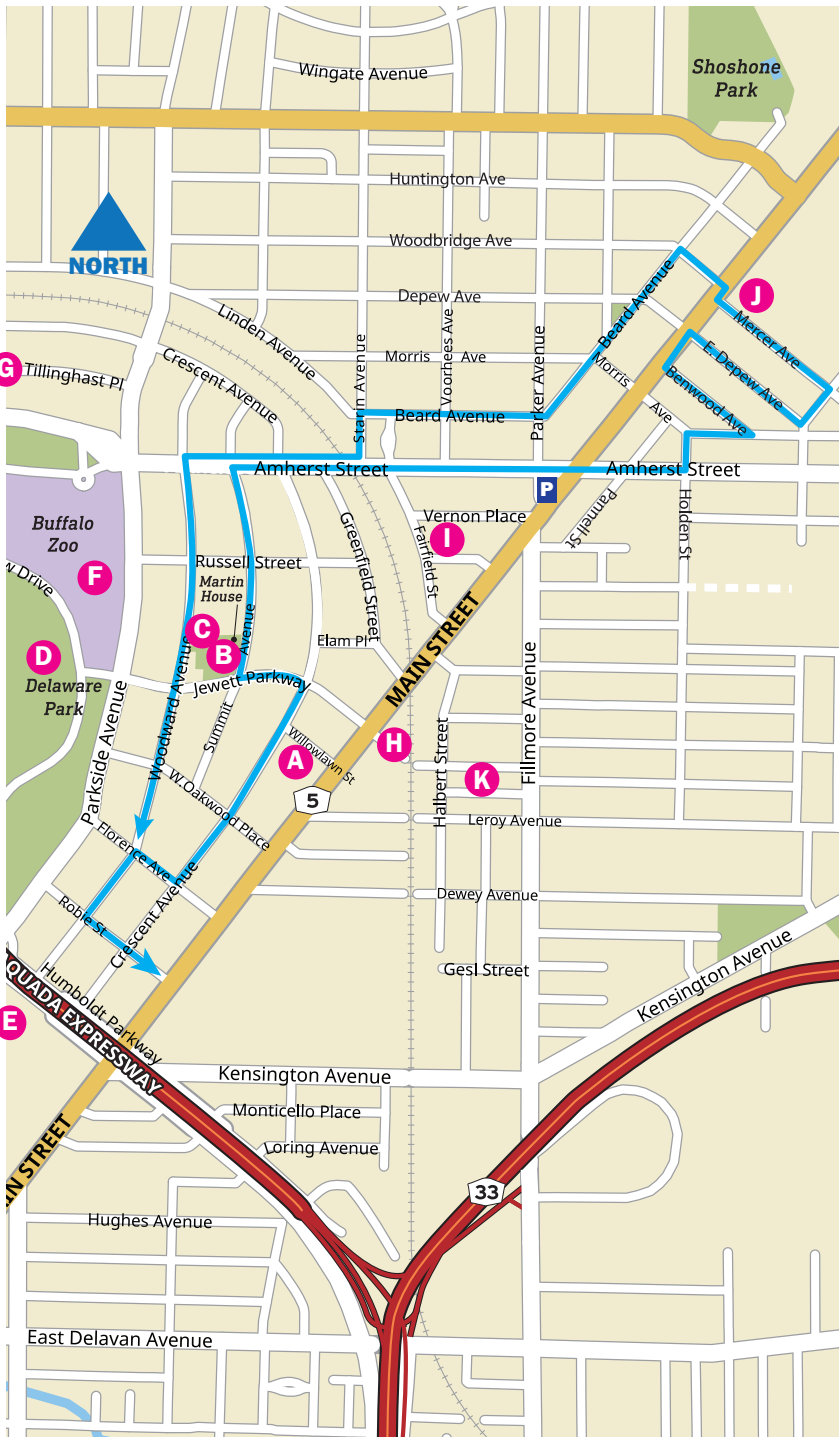 Wingate Avenue
Shoshone
Park
Huntington Ave
Woodbridge Ave
NORTH
Depew Ave
Linden Avenue
Beard Avenue
J
Mercer Ave
Voorhees Ave
Morris Ave
Starin Avenue
Parker Avenue
E. Depew Ave
G
Tillinghast Pl
Crescent Avenue
Morris Ave
Benwood Ave
Beard Avenue
Amherst Street
Amherst Street
P
Buffalo
Zoo
Vernon Place
Pannell St
Holden St
Greenfield Street
Fairfield St
I
Russell Street
Martin
House
F
w Drive
C
B
Avenue
Elam Pl
D
Delaware
Park
Jewett Parkway
MAIN STREET
Woodward Avenue
Summit
Parkside Avenue
Fillmore Avenue
Halbert Street
H
A
Willowlawn St
K
5
W. Oakwood Place
Leroy Avenue
Florence Ave
Crescent Avenue
Dewey Avenue
Robie St
Gesl Street
Kensington Avenue
Humboldt Parkway
QUADA EXPRESSWAY
E
Kensington Avenue
Monticello Place
Loring Avenue
IN STREET
33
Hughes Avenue
East Delavan Avenue